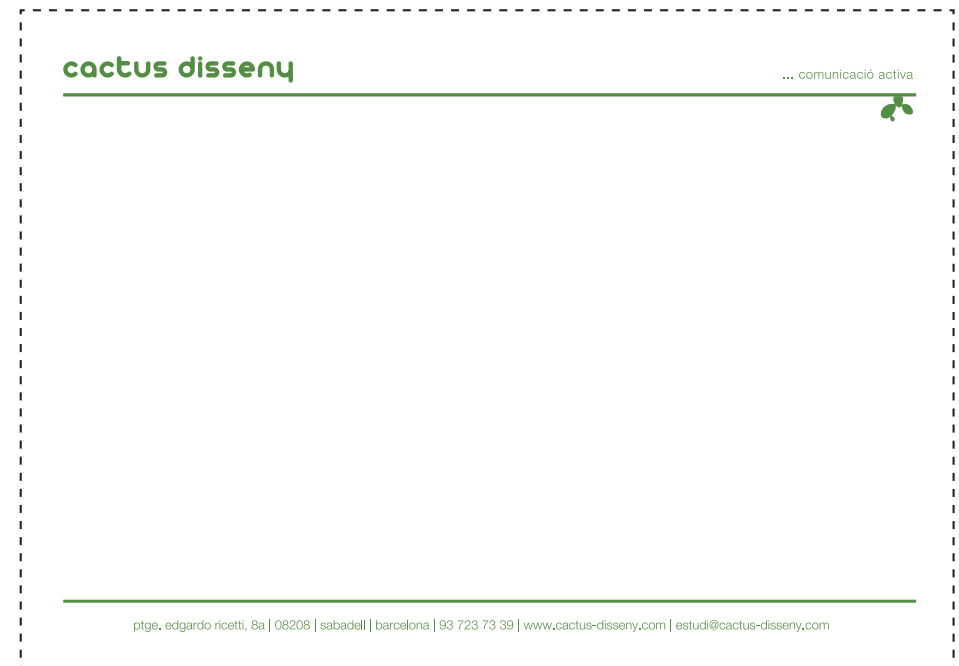 cactus disseny
... comunicació activa
ptge. edgardo ricetti, 8a | 08208 | sabadell | barcelona | 93 723 73 39 | www.cactus-disseny.com | estudi@cactus-disseny.com